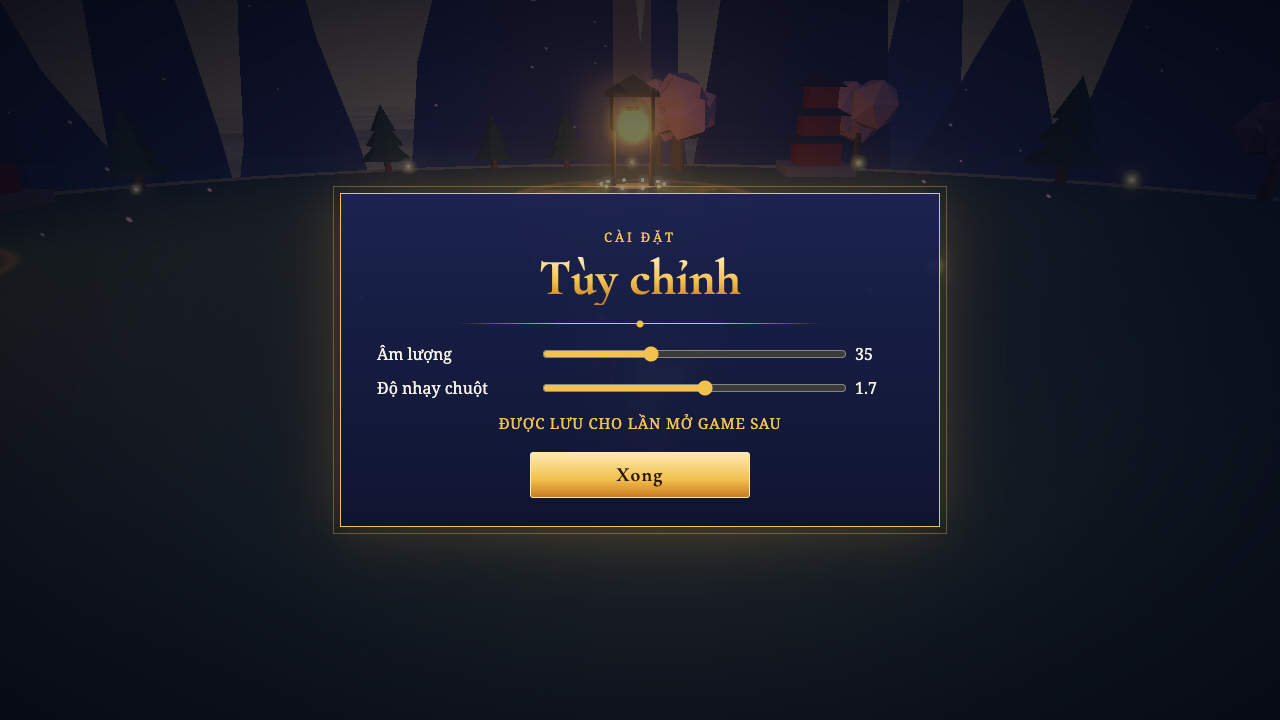 CÀI ĐẶT
Tùy chỉnh
Âm lượng 35
Độ nhạy chuột 1.7
ĐƯỢC LƯU CHO LẦN MỞ GAME SAU
Xong